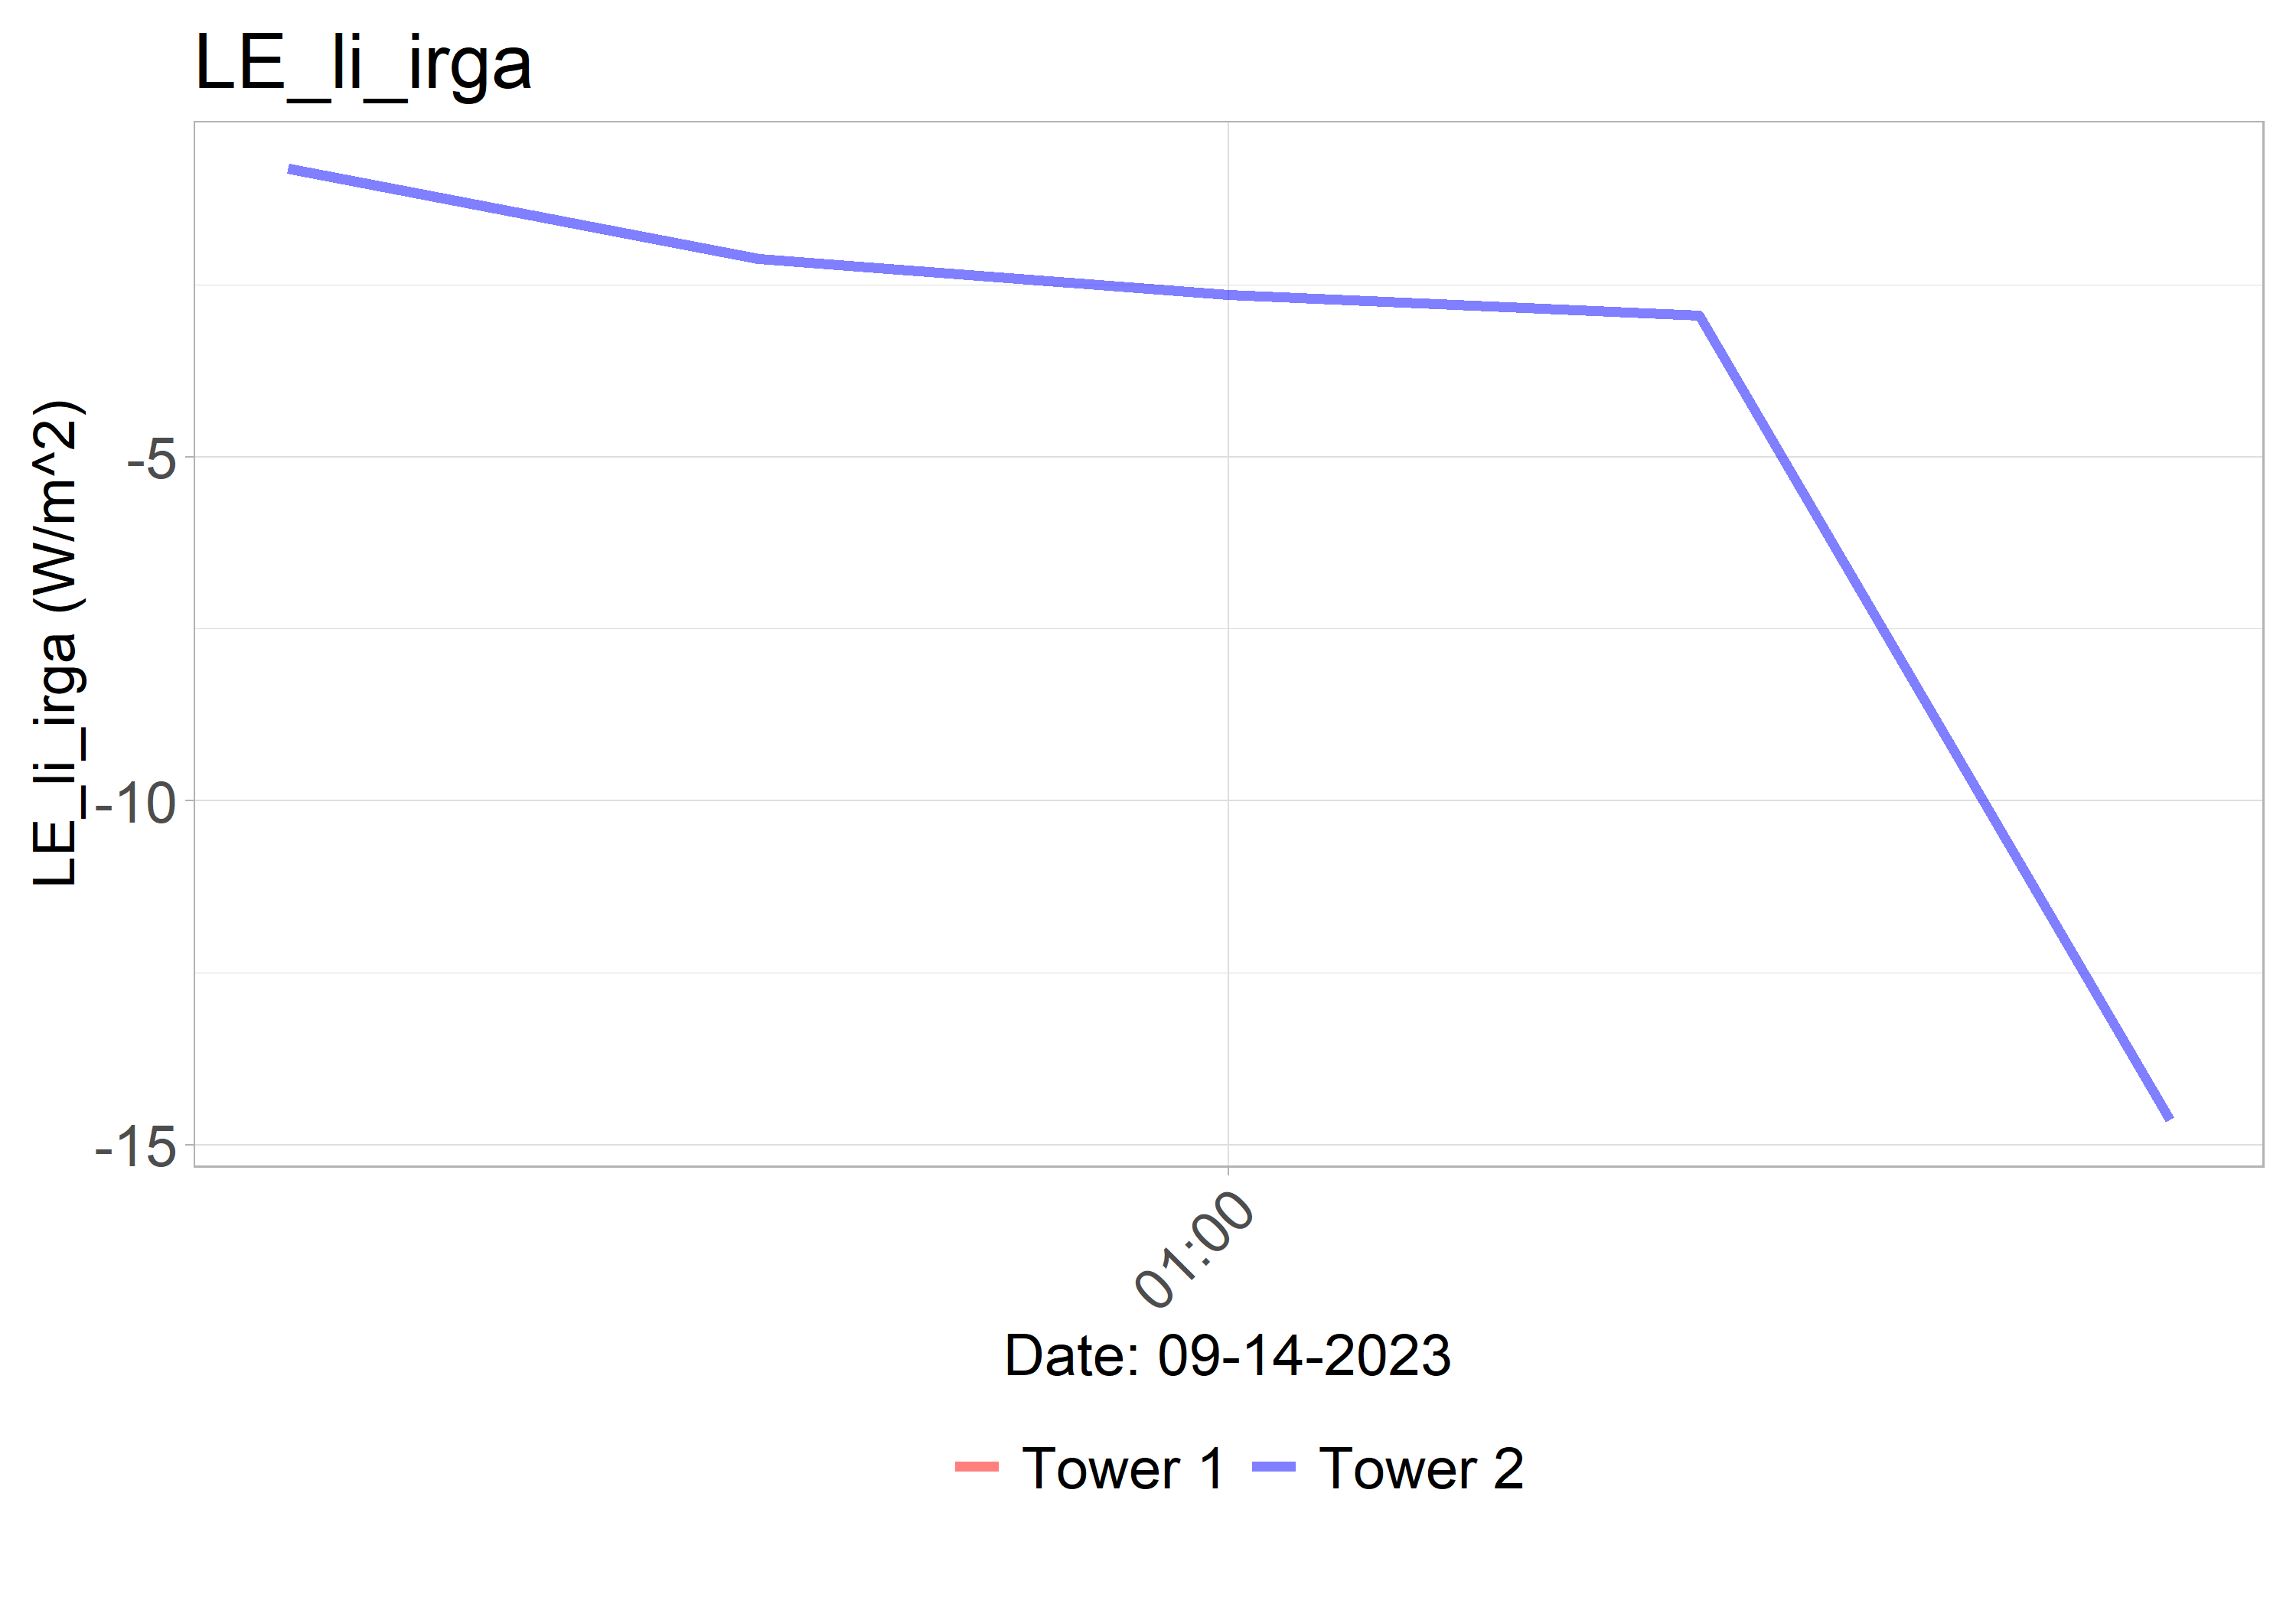 LE_li_irga
LE_li_irga (W/m^2)
-5
-10
-15
01:00
Date: 09-14-2023
Tower 1
Tower 2